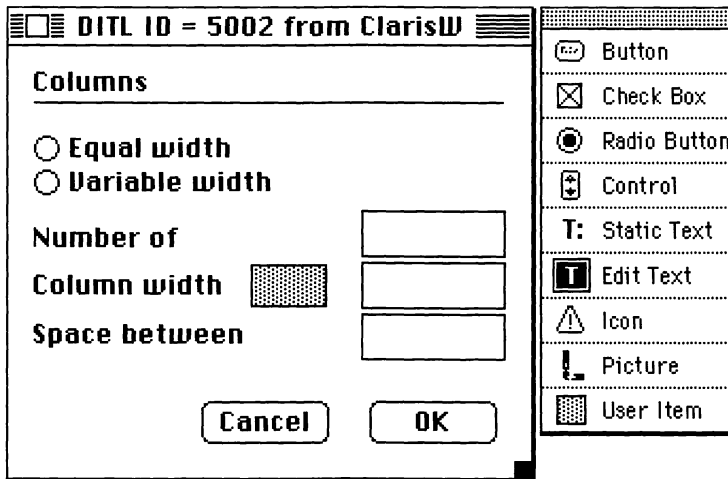 DITL ID = 5002 from ClarisW
Columns
Equal width
Variable width
Number of
Column width
Space between
Cancel
OK
Button
Check Box
Radio Button
Control
T: Static Text
T Edit Text
Icon
Picture
User Item